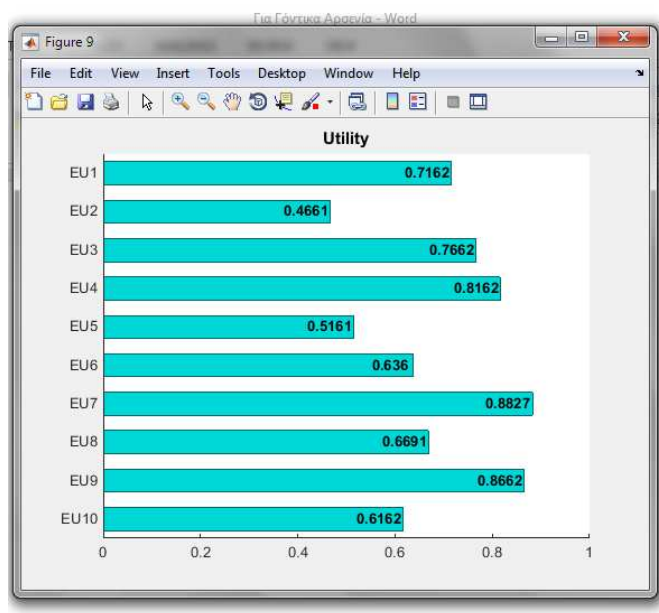 Για Γόντικα Αρσενία - Word
Figure 9
File Edit View Insert Tools Desktop Window Help
Utility
EU1 0.7162
EU2 0.4661
EU3 0.7662
EU4 0.8162
EU5 0.5161
EU6 0.636
EU7 0.8827
EU8 0.6691
EU9 0.8662
EU10 0.6162
0 0.2 0.4 0.6 0.8 1